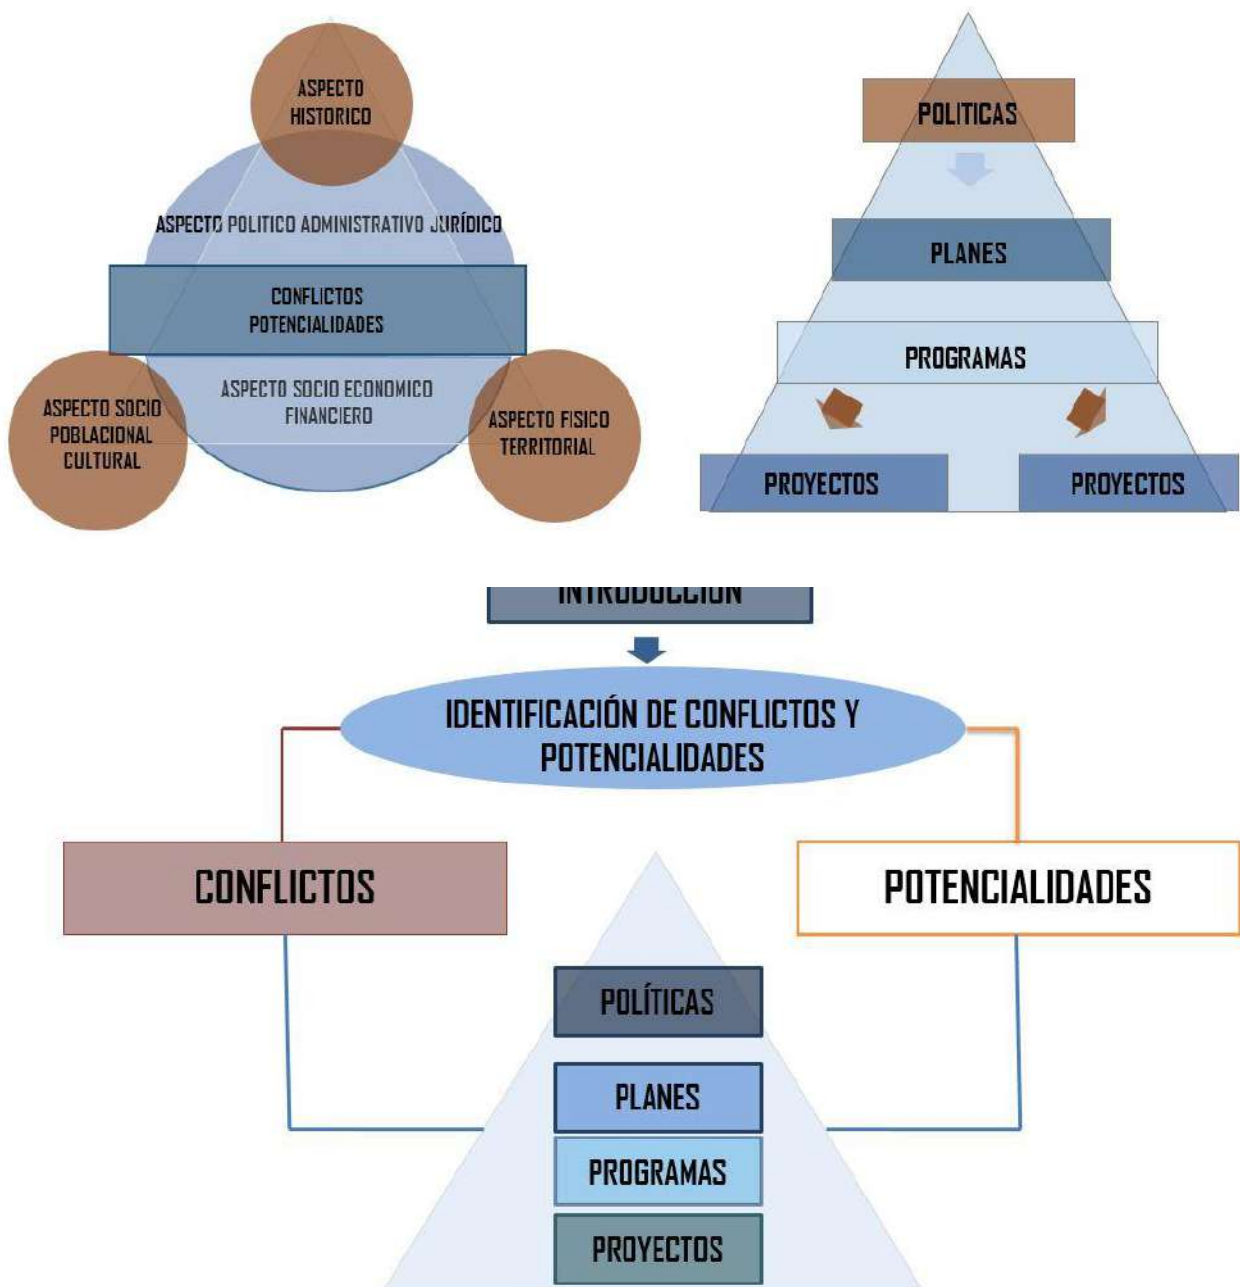 ASPECTO
HISTORICO
ASPECTO POLITICO ADMINISTRATIVO JURÍDICO
CONFLICTOS
POTENCIALIDADES
ASPECTO SOCIO ECONOMICO
FINANCIERO
ASPECTO SOCIO
POBLACIONAL
CULTURAL
ASPECTO FISICO
TERRITORIAL
POLITICAS
PLANES
PROGRAMAS
PROYECTOS
PROYECTOS
INTRODUCCIÓN
IDENTIFICACIÓN DE CONFLICTOS Y
POTENCIALIDADES
CONFLICTOS
POTENCIALIDADES
POLÍTICAS
PLANES
PROGRAMAS
PROYECTOS